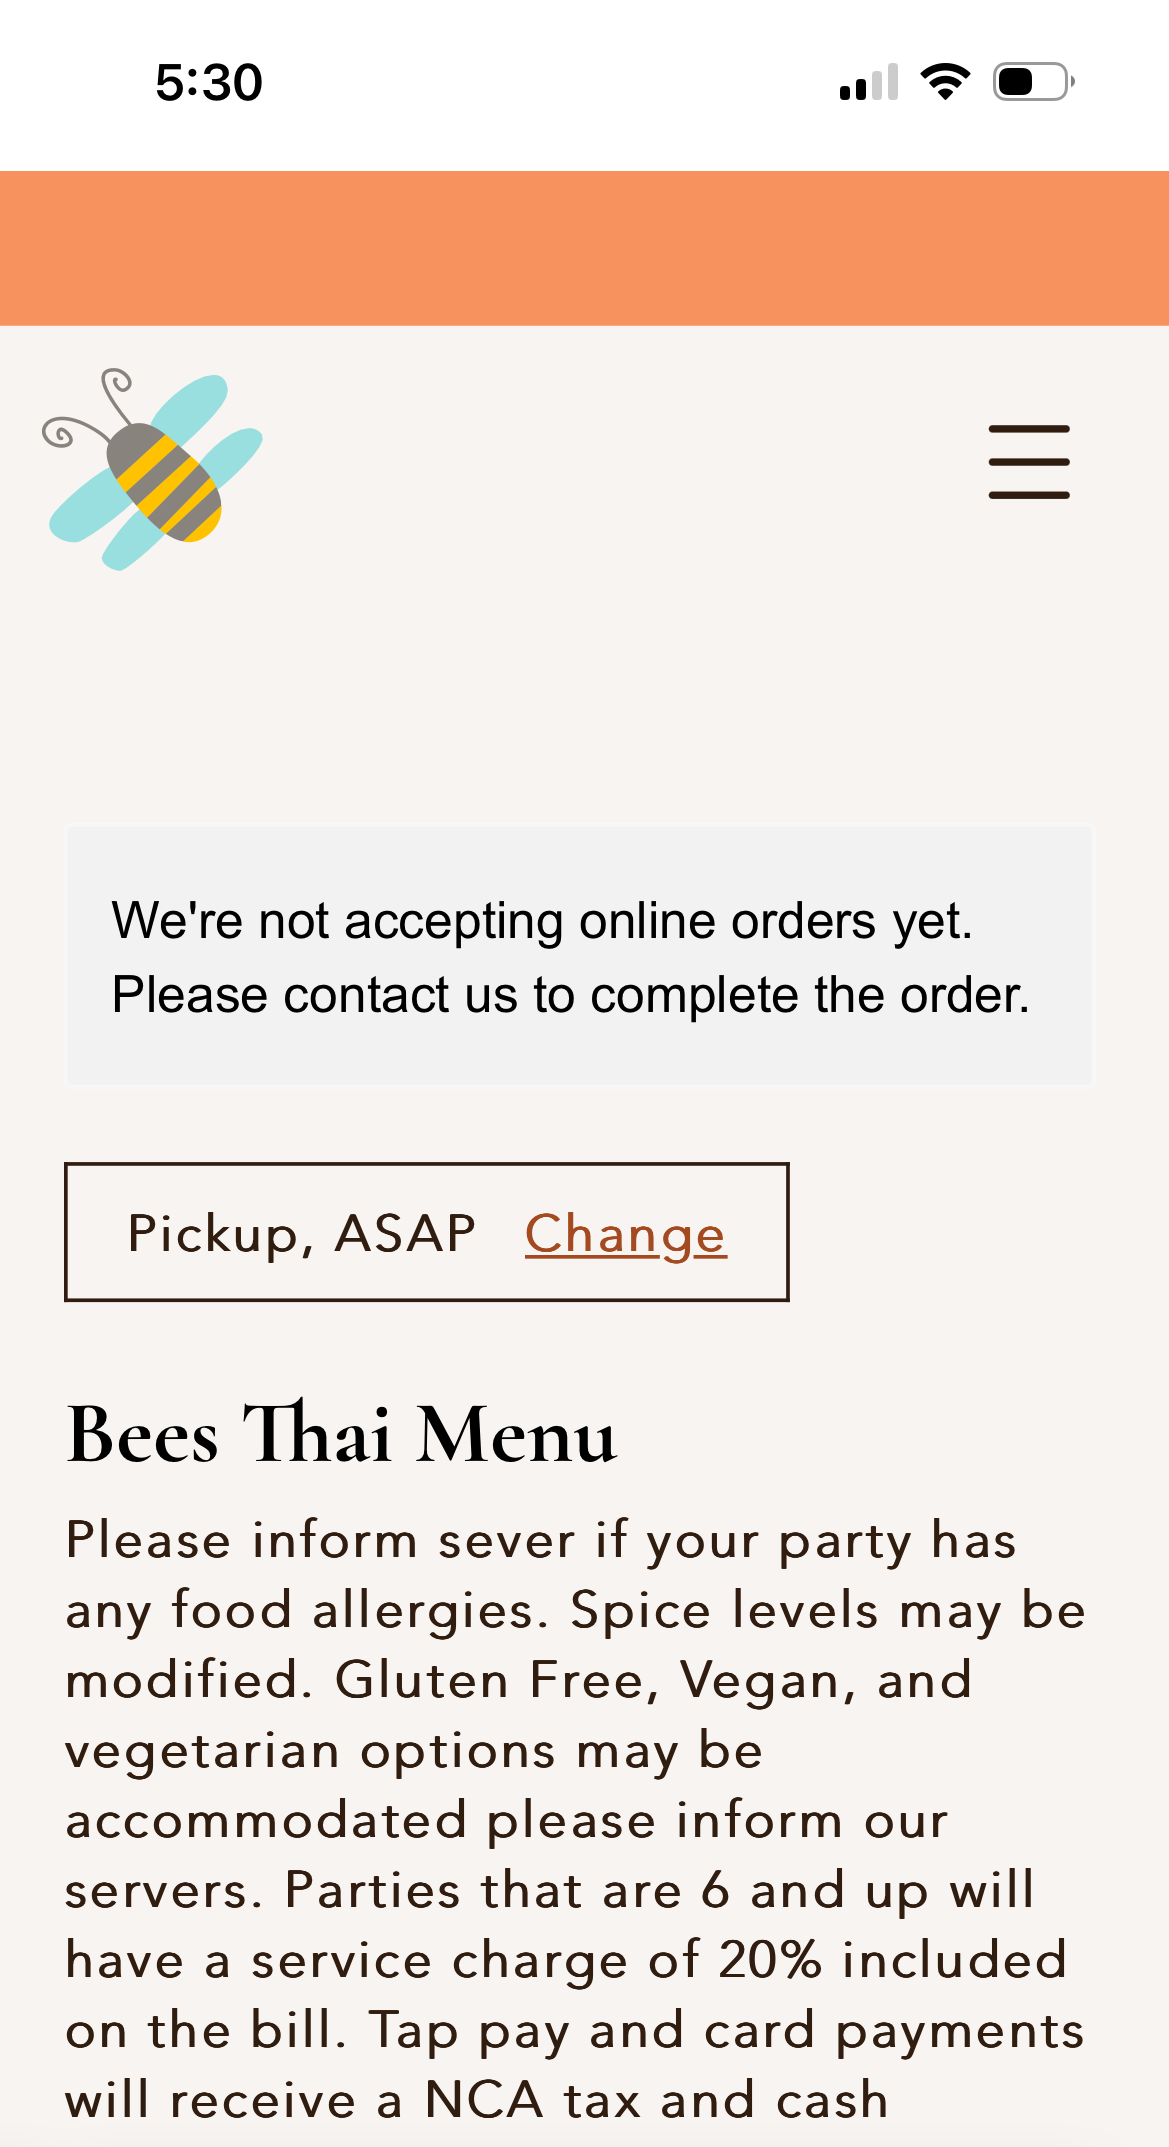 5:30
We're not accepting online orders yet.
Please contact us to complete the order.
Pickup, ASAP Change
Bees Thai Menu
Please inform sever if your party has
any food allergies. Spice levels may be
modified. Gluten Free, Vegan, and
vegetarian options may be
accommodated please inform our
servers. Parties that are 6 and up will
have a service charge of 20% included
on the bill. Tap pay and card payments
will receive a NCA tax and cash